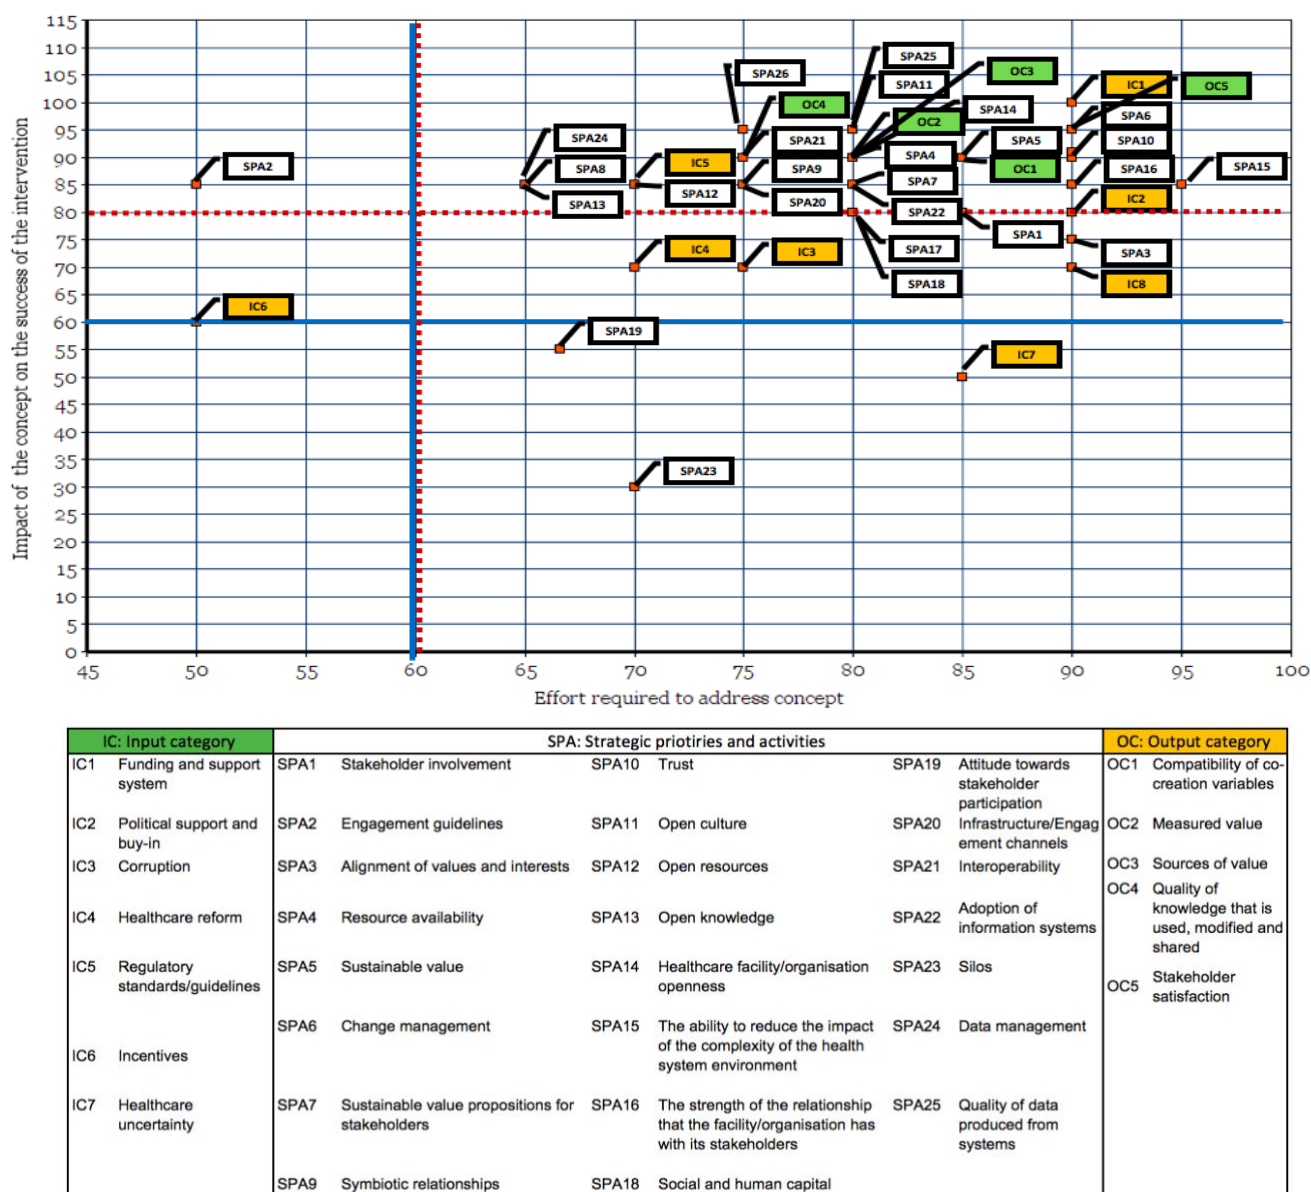 Impact of the concept on the success of the intervention
115
110
105
100
95
90
85
80
75
70
65
60
55
50
45
40
35
30
25
20
15
10
5
0
45 50 55 60 65 70 75 80 85 90 95 100
Effort required to address concept
SPA25
SPA26
OC3
SPA11
IC1
OC5
OC4
SPA14
SPA6
OC2
SPA24
SPA21
SPA5
SPA10
SPA4
SPA2
SPA8
IC5
SPA9
OC1
SPA16
SPA15
SPA7
SPA12
SPA13
SPA20
IC2
SPA22
SPA1
IC4
IC3
SPA17
SPA3
SPA18
IC8
IC6
SPA19
IC7
SPA23
IC: Input category
IC1 Funding and support
system
IC2 Political support and
buy-in
IC3 Corruption
IC4 Healthcare reform
IC5 Regulatory
standards/guidelines
IC6 Incentives
IC7 Healthcare
uncertainty
SPA: Strategic priotiries and activities
SPA1 Stakeholder involvement
SPA2 Engagement guidelines
SPA3 Alignment of values and interests
SPA4 Resource availability
SPA5 Sustainable value
SPA6 Change management
SPA7 Sustainable value propositions for
stakeholders
SPA9 Symbiotic relationships
SPA10 Trust
SPA11 Open culture
SPA12 Open resources
SPA13 Open knowledge
SPA14 Healthcare facility/organisation
openness
SPA15 The ability to reduce the impact
of the complexity of the health
system environment
SPA16 The strength of the relationship
that the facility/organisation has
with its stakeholders
SPA18 Social and human capital
SPA19 Attitude towards
stakeholder
participation
SPA20 Infrastructure/Engag
ement channels
SPA21 Interoperability
SPA22 Adoption of
information systems
SPA23 Silos
SPA24 Data management
SPA25 Quality of data
produced from
systems
OC: Output category
OC1 Compatibility of co-
creation variables
OC2 Measured value
OC3 Sources of value
OC4 Quality of
knowledge that is
used, modified and
shared
OC5 Stakeholder
satisfaction